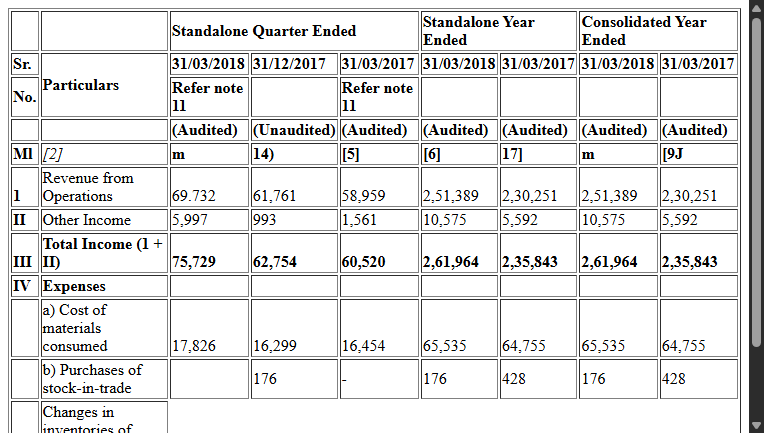 Standalone Quarter Ended Standalone Year Ended Consolidated Year Ended
Sr. 31/03/2018 31/12/2017 31/03/2017 31/03/2018 31/03/2017 31/03/2018 31/03/2017
No. Particulars Refer note 11 Refer note 11
(Audited) (Unaudited) (Audited) (Audited) (Audited) (Audited) (Audited)
Ml [2] m 14) [5] [6] 17] m [9J
1 Revenue from Operations 69.732 61,761 58,959 2,51,389 2,30,251 2,51,389 2,30,251
II Other Income 5,997 993 1,561 10,575 5,592 10,575 5,592
III Total Income (1 + II) 75,729 62,754 60,520 2,61,964 2,35,843 2,61,964 2,35,843
IV Expenses
a) Cost of materials consumed 17,826 16,299 16,454 65,535 64,755 65,535 64,755
b) Purchases of stock-in-trade 176 - 176 428 176 428
Changes in
inventories of